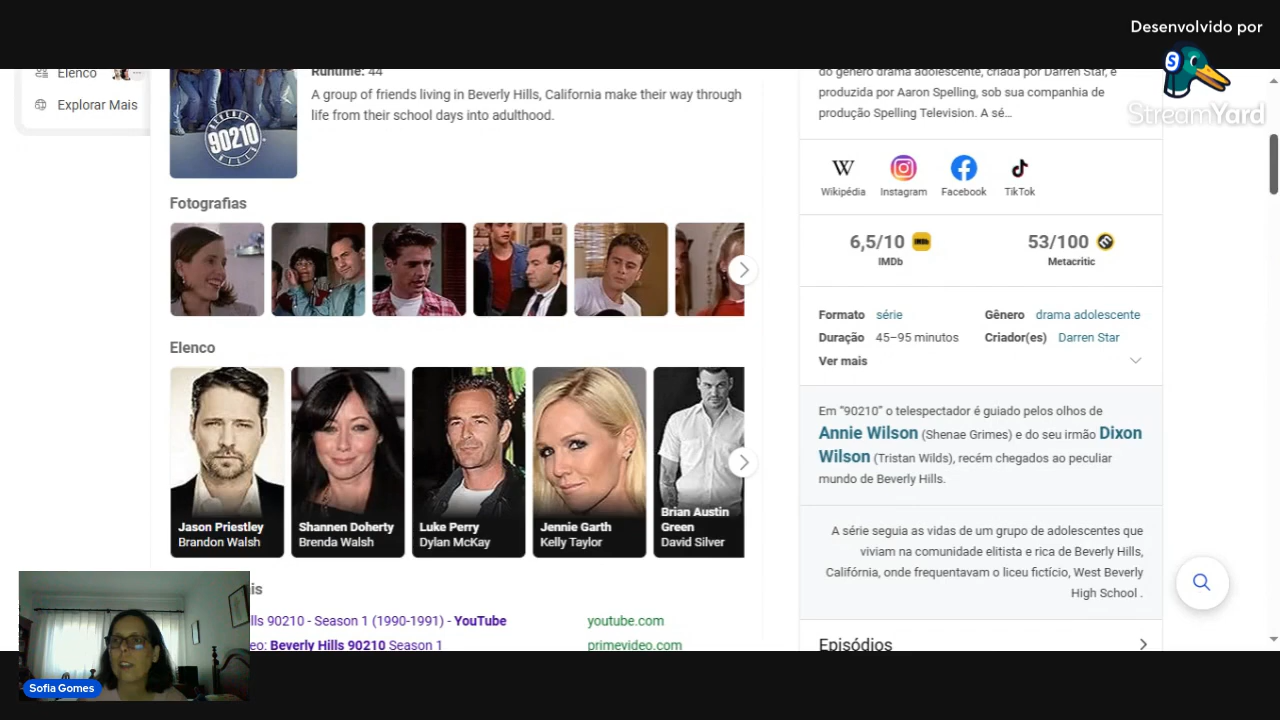 Desenvolvido por
StreamYard
Elenco
Explorar Mais
Runtime: 44
A group of friends living in Beverly Hills, California make their way through
life from their school days into adulthood.
BEVERLY
90210
HILLS
Fotografias
Elenco
Jason Priestley
Brandon Walsh
Shannen Doherty
Brenda Walsh
Luke Perry
Dylan McKay
Jennie Garth
Kelly Taylor
Brian Austin
Green
David Silver
lls 90210 - Season 1 (1990-1991) - YouTube
youtube.com
eo: Beverly Hills 90210 Season 1
primevideo.com
Sofia Gomes
do género drama adolescente, criada por Darren Star, e
produzida por Aaron Spelling, sob sua companhia de
produção Spelling Television. A sé...
Wikipédia
Instagram
Facebook
TikTok
6,5/10
IMDb
IMDb
53/100
Metacritic
Formato série
Gênero drama adolescente
Duração 45–95 minutos
Criador(es) Darren Star
Ver mais
Em “90210” o telespectador é guiado pelos olhos de
Annie Wilson (Shenae Grimes) e do seu irmão Dixon
Wilson (Tristan Wilds), recém chegados ao peculiar
mundo de Beverly Hills.
A série seguia as vidas de um grupo de adolescentes que
viviam na comunidade elitista e rica de Beverly Hills,
Califórnia, onde frequentavam o liceu fictício, West Beverly
High School .
Episódios